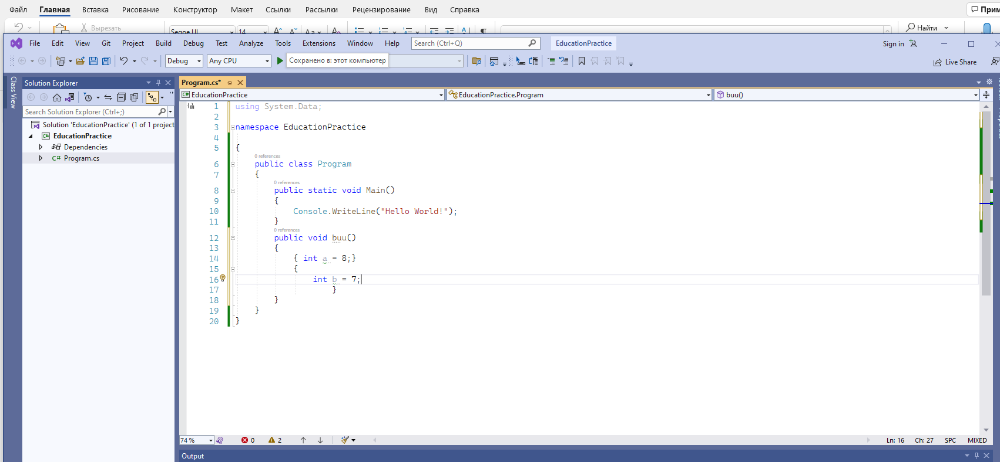 Файл Главная Вставка Рисование Конструктор Макет Ссылки Рассылки Рецензирование Вид Справка
Вырезать Segoe UI 14 Найти
File Edit View Git Project Build Debug Test Analyze Tools Extensions Window Help Search (Ctrl+Q) EducationPractice Sign in
Debug Any CPU Сохранено в: этот компьютер Live Share
Class View
Solution Explorer
Search Solution Explorer (Ctrl+;)
Solution 'EducationPractice' (1 of 1 project
EducationPractice
Dependencies
C# Program.cs
Program.cs*
C# EducationPractice EducationPractice.Program buu()
1 using System.Data;
2
3 namespace EducationPractice
4
5 {
0 references
6 public class Program
7 {
0 references
8 public static void Main()
9 {
10 Console.WriteLine("Hello World!");
11 }
0 references
12 public void buu()
13 {
14 { int a = 8;}
15 {
16 int b = 7;
17 }
18 }
19 }
20 }
74 % 0 2 Ln: 16 Ch: 27 SPC MIXED
Output